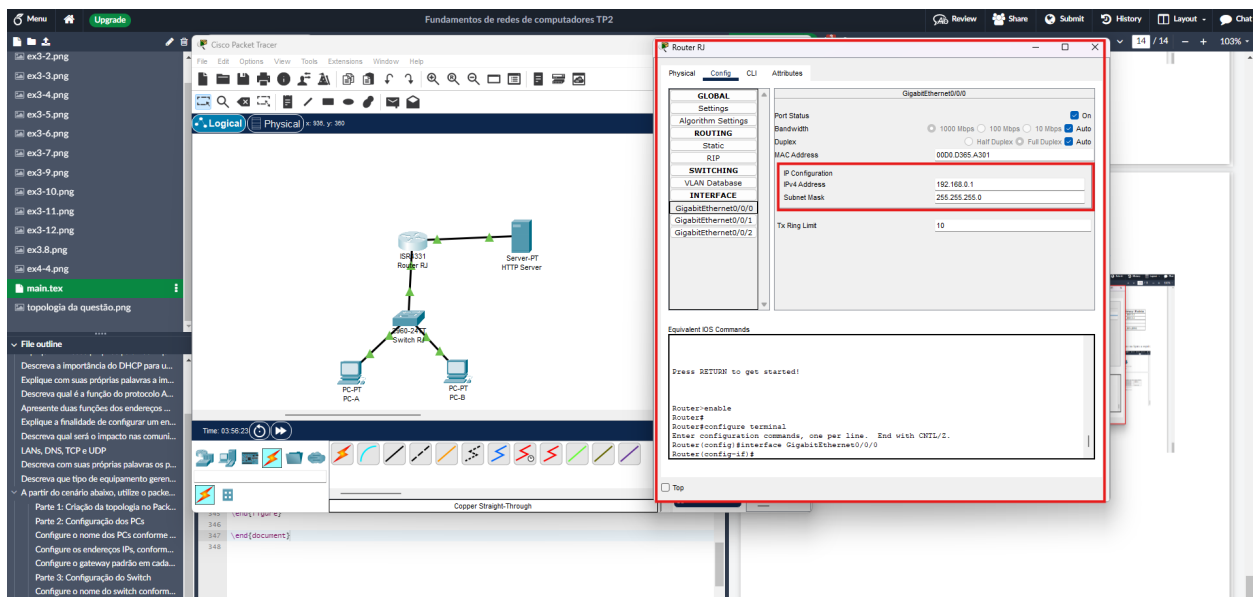 Menu
Upgrade
Fundamentos de redes de computadores TP2
Review
Share
Submit
History
Layout
Chat
14 / 14
103%
ex3-2.png
ex3-3.png
ex3-4.png
ex3-5.png
ex3-6.png
ex3-7.png
ex3-9.png
ex3-10.png
ex3-11.png
ex3-12.png
ex3.8.png
ex4-4.png
main.tex
topologia da questão.png
File outline
Descreva a importância do DHCP para u...
Explique com suas próprias palavras a im...
Descreva qual é a função do protocolo A...
Apresente duas funções dos endereços ...
Explique a finalidade de configurar um en...
Descreva qual será o impacto nas comuni...
LANs, DNS, TCP e UDP
Descreva com suas próprias palavras os p...
Descreva que tipo de equipamento geren...
A partir do cenário abaixo, utilize o packe...
Parte 1: Criação da topologia no Pack...
Parte 2: Configuração dos PCs
Configure o nome dos PCs conforme ...
Configure os endereços IPs, conform...
Configure o gateway padrão em cada...
Parte 3: Configuração do Switch
Configure o nome do switch conform...
Cisco Packet Tracer
File Edit Options View Tools Extensions Window Help
Logical
Physical
x: 936, y: 360
ISR4331
Router RJ
Server-PT
HTTP Server
2960-24TT
Switch RJ
PC-PT
PC-A
PC-PT
PC-B
Time: 03:56:23
Copper Straight-Through
345 \end{figure}
346
347 \end{document}
348
Router RJ
Physical Config CLI Attributes
GLOBAL
Settings
Algorithm Settings
ROUTING
Static
RIP
SWITCHING
VLAN Database
INTERFACE
GigabitEthernet0/0/0
GigabitEthernet0/0/1
GigabitEthernet0/0/2
GigabitEthernet0/0/0
Port Status On
Bandwidth 1000 Mbps 100 Mbps 10 Mbps Auto
Duplex Half Duplex Full Duplex Auto
MAC Address 00D0.D365.A301
IP Configuration
IPv4 Address 192.168.0.1
Subnet Mask 255.255.255.0
Tx Ring Limit 10
Equivalent IOS Commands
Press RETURN to get started!
Router>enable
Router#
Router#configure terminal
Enter configuration commands, one per line. End with CNTL/Z.
Router(config)#interface GigabitEthernet0/0/0
Router(config-if)#
Top